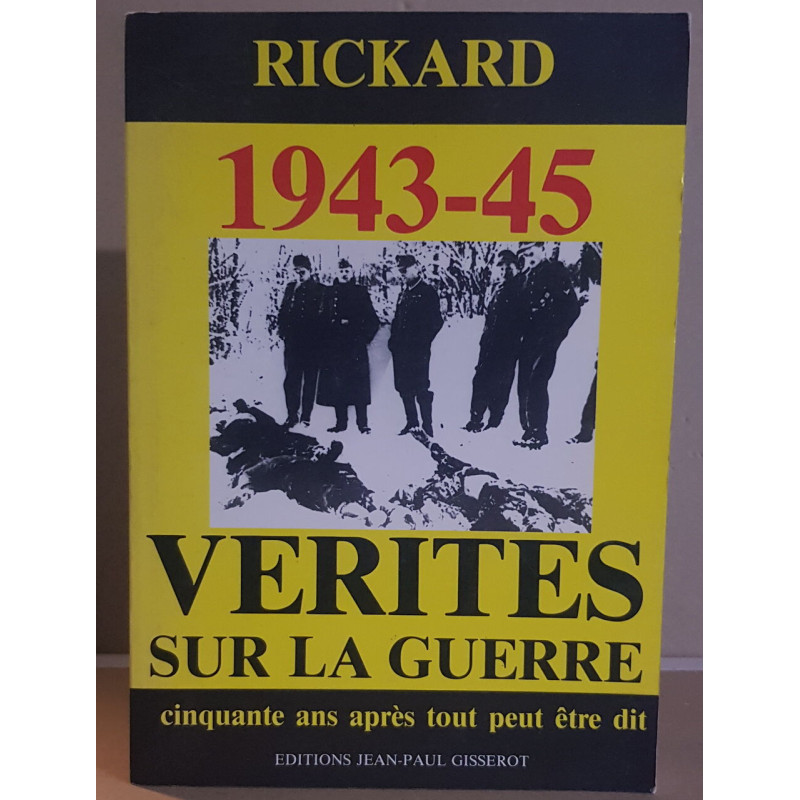 RICKARD
1943-45
VERITES
SUR LA GUERRE
cinquante ans après tout peut être dit
EDITIONS JEAN-PAUL GISSEROT